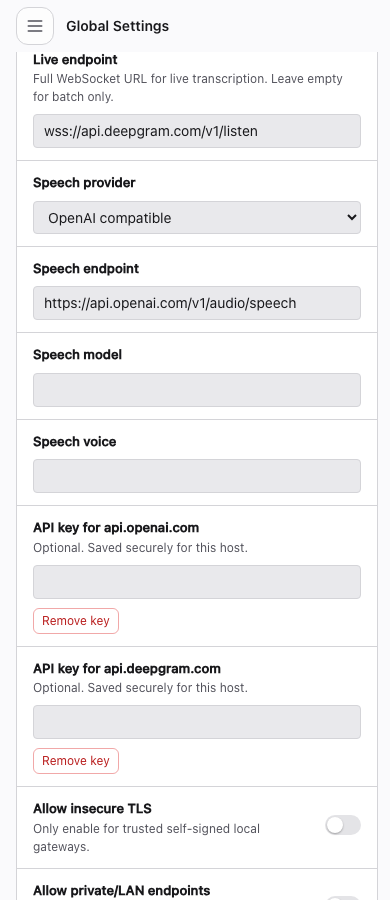 Global Settings
Live endpoint
Full WebSocket URL for live transcription. Leave empty
for batch only.
wss://api.deepgram.com/v1/listen
Speech provider
OpenAI compatible
Speech endpoint
https://api.openai.com/v1/audio/speech
Speech model
Speech voice
API key for api.openai.com
Optional. Saved securely for this host.
Remove key
API key for api.deepgram.com
Optional. Saved securely for this host.
Remove key
Allow insecure TLS
Only enable for trusted self-signed local
gateways.
Allow private/LAN endpoints